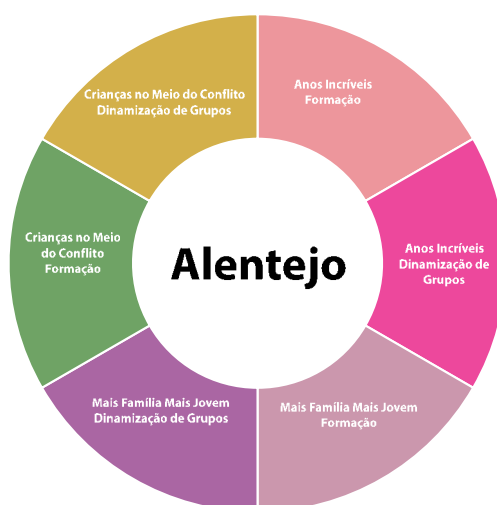 Crianças no Meio do Conflito
Dinamização de Grupos
Anos Incríveis
Formação
Crianças no Meio
do Conflito
Formação
Alentejo
Anos Incríveis
Dinamização de
Grupos
Mais Família Mais Jovem
Dinamização de Grupos
Mais Família Mais Jovem
Formação